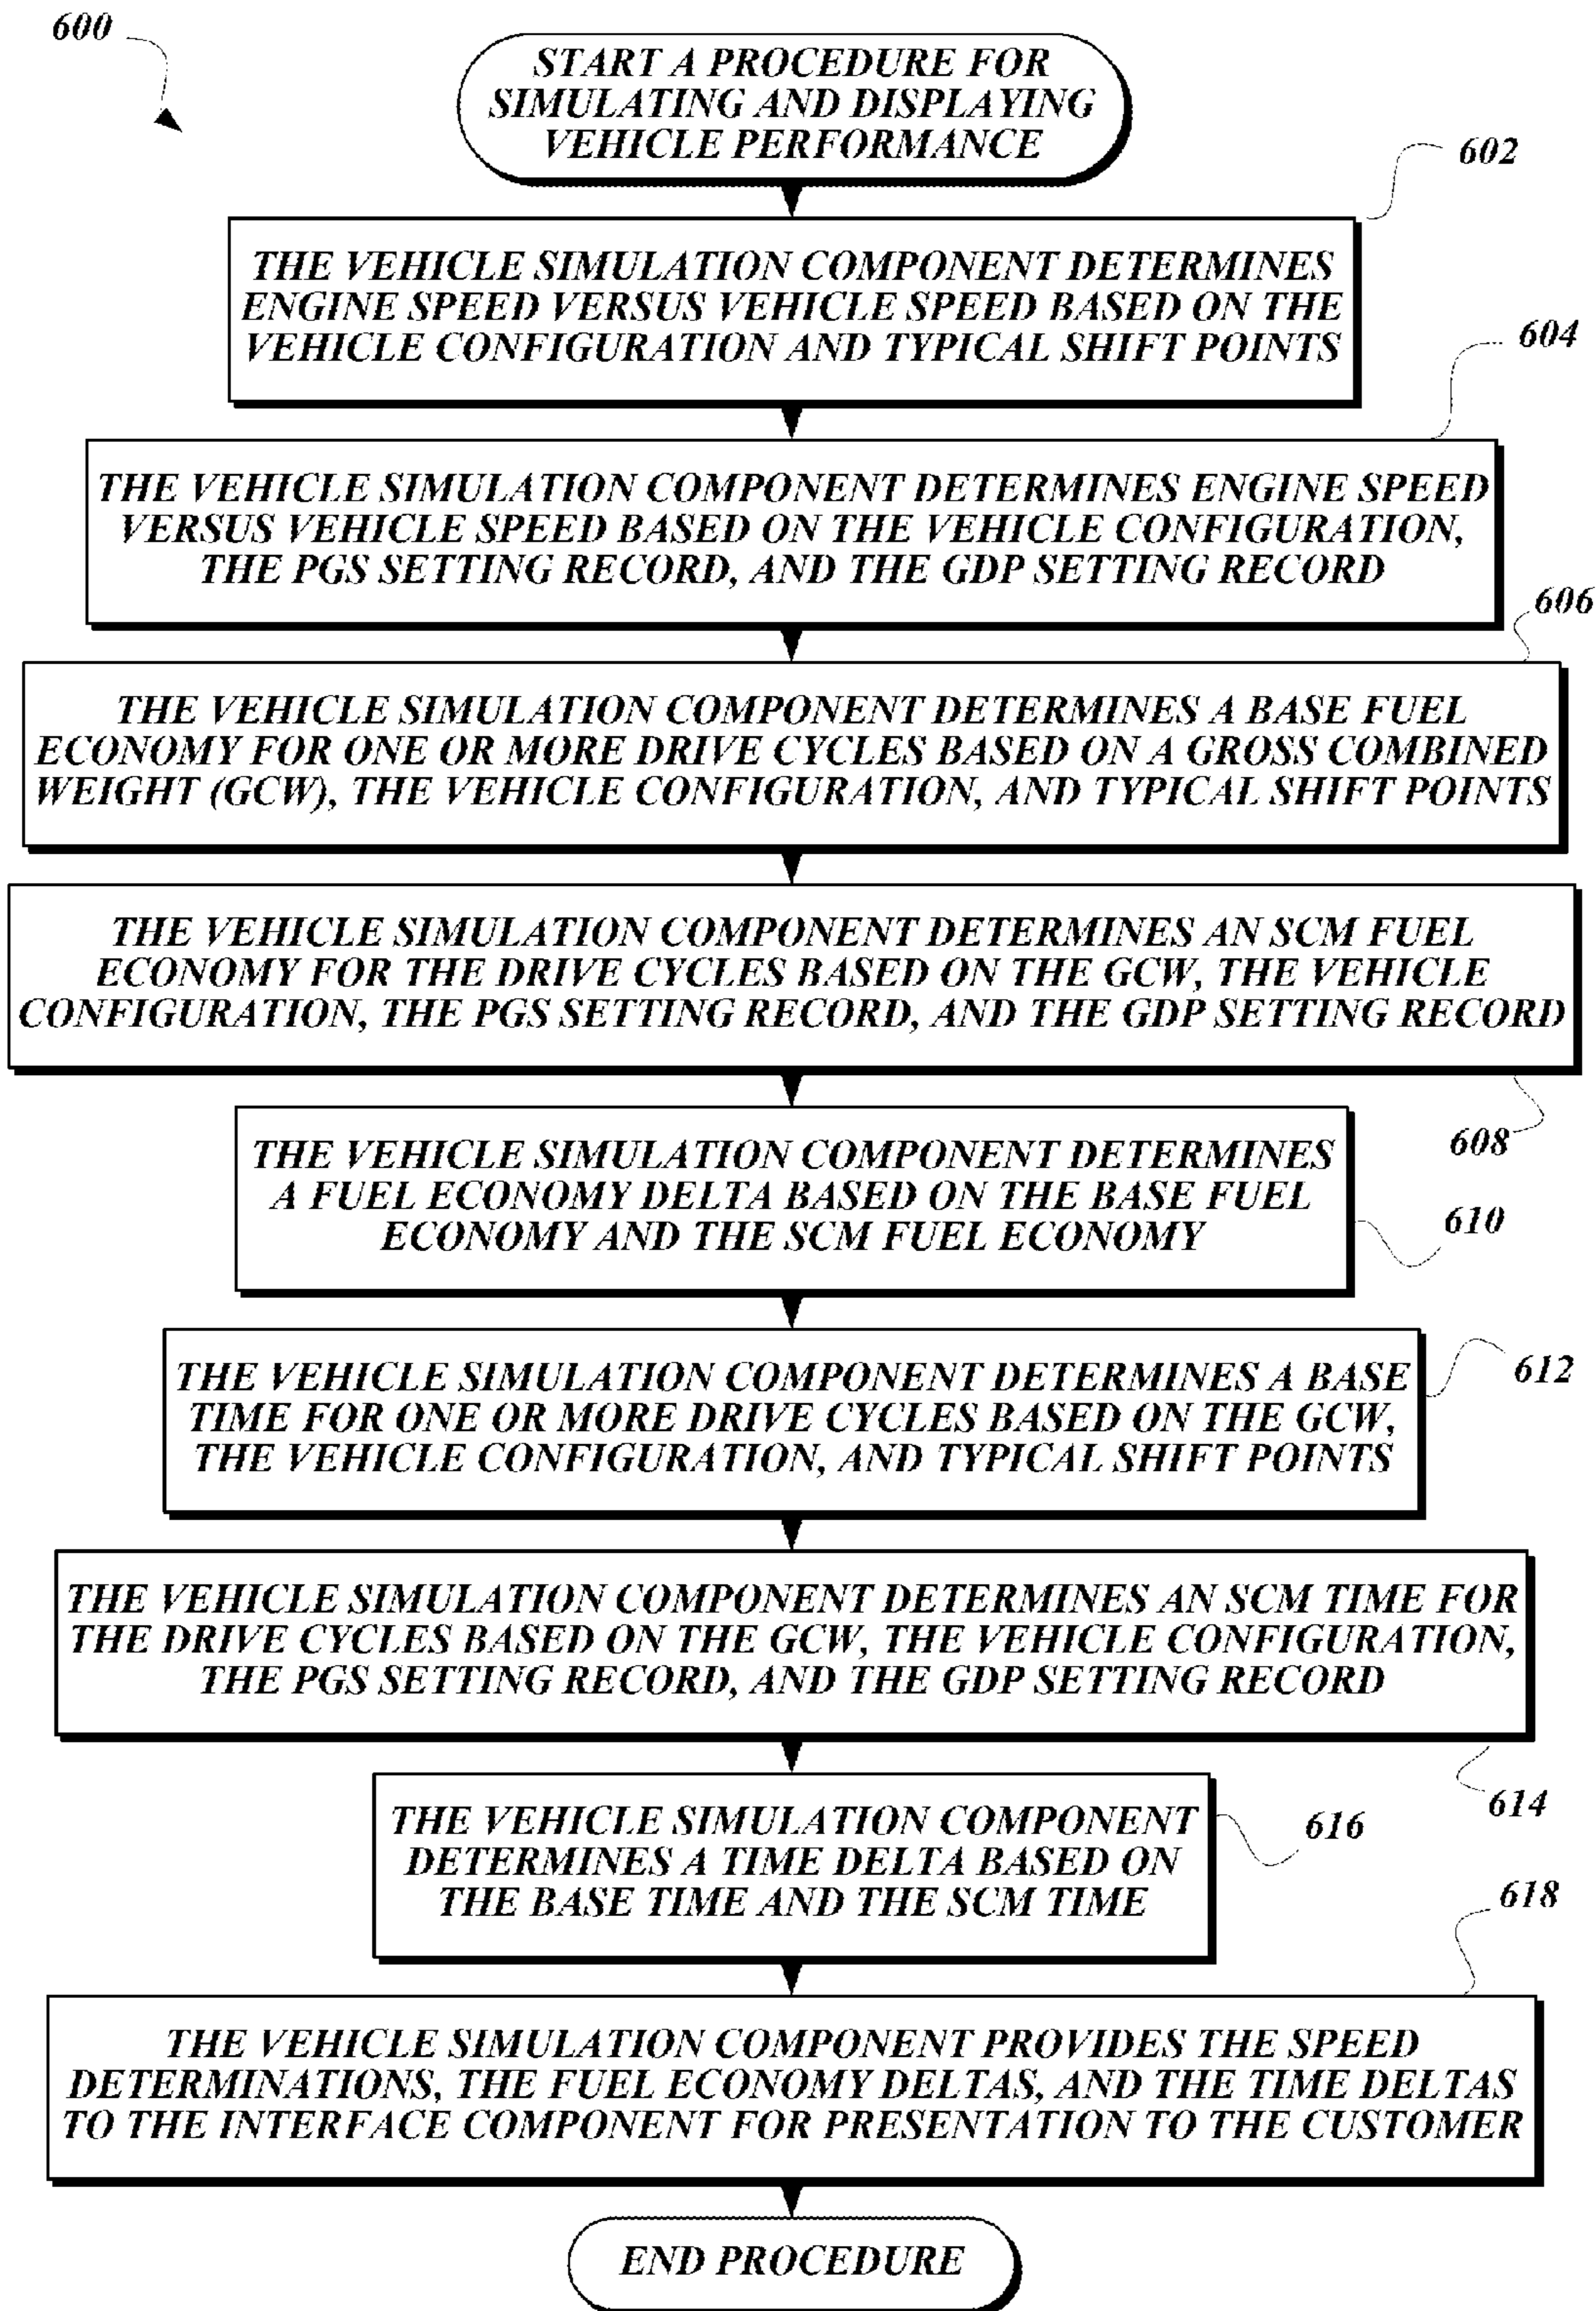 600
START A PROCEDURE FOR
SIMULATING AND DISPLAYING
VEHICLE PERFORMANCE
602
THE VEHICLE SIMULATION COMPONENT DETERMINES
ENGINE SPEED VERSUS VEHICLE SPEED BASED ON THE
VEHICLE CONFIGURATION AND TYPICAL SHIFT POINTS
604
THE VEHICLE SIMULATION COMPONENT DETERMINES ENGINE SPEED
VERSUS VEHICLE SPEED BASED ON THE VEHICLE CONFIGURATION,
THE PGS SETTING RECORD, AND THE GDP SETTING RECORD
606
THE VEHICLE SIMULATION COMPONENT DETERMINES A BASE FUEL
ECONOMY FOR ONE OR MORE DRIVE CYCLES BASED ON A GROSS COMBINED
WEIGHT (GCW), THE VEHICLE CONFIGURATION, AND TYPICAL SHIFT POINTS
THE VEHICLE SIMULATION COMPONENT DETERMINES AN SCM FUEL
ECONOMY FOR THE DRIVE CYCLES BASED ON THE GCW, THE VEHICLE
CONFIGURATION, THE PGS SETTING RECORD, AND THE GDP SETTING RECORD
608
THE VEHICLE SIMULATION COMPONENT DETERMINES
A FUEL ECONOMY DELTA BASED ON THE BASE FUEL
ECONOMY AND THE SCM FUEL ECONOMY
610
THE VEHICLE SIMULATION COMPONENT DETERMINES A BASE
TIME FOR ONE OR MORE DRIVE CYCLES BASED ON THE GCW,
THE VEHICLE CONFIGURATION, AND TYPICAL SHIFT POINTS
612
THE VEHICLE SIMULATION COMPONENT DETERMINES AN SCM TIME FOR
THE DRIVE CYCLES BASED ON THE GCW, THE VEHICLE CONFIGURATION,
THE PGS SETTING RECORD, AND THE GDP SETTING RECORD
614
THE VEHICLE SIMULATION COMPONENT
DETERMINES A TIME DELTA BASED ON
THE BASE TIME AND THE SCM TIME
616
618
THE VEHICLE SIMULATION COMPONENT PROVIDES THE SPEED
DETERMINATIONS, THE FUEL ECONOMY DELTAS, AND THE TIME DELTAS
TO THE INTERFACE COMPONENT FOR PRESENTATION TO THE CUSTOMER
END PROCEDURE